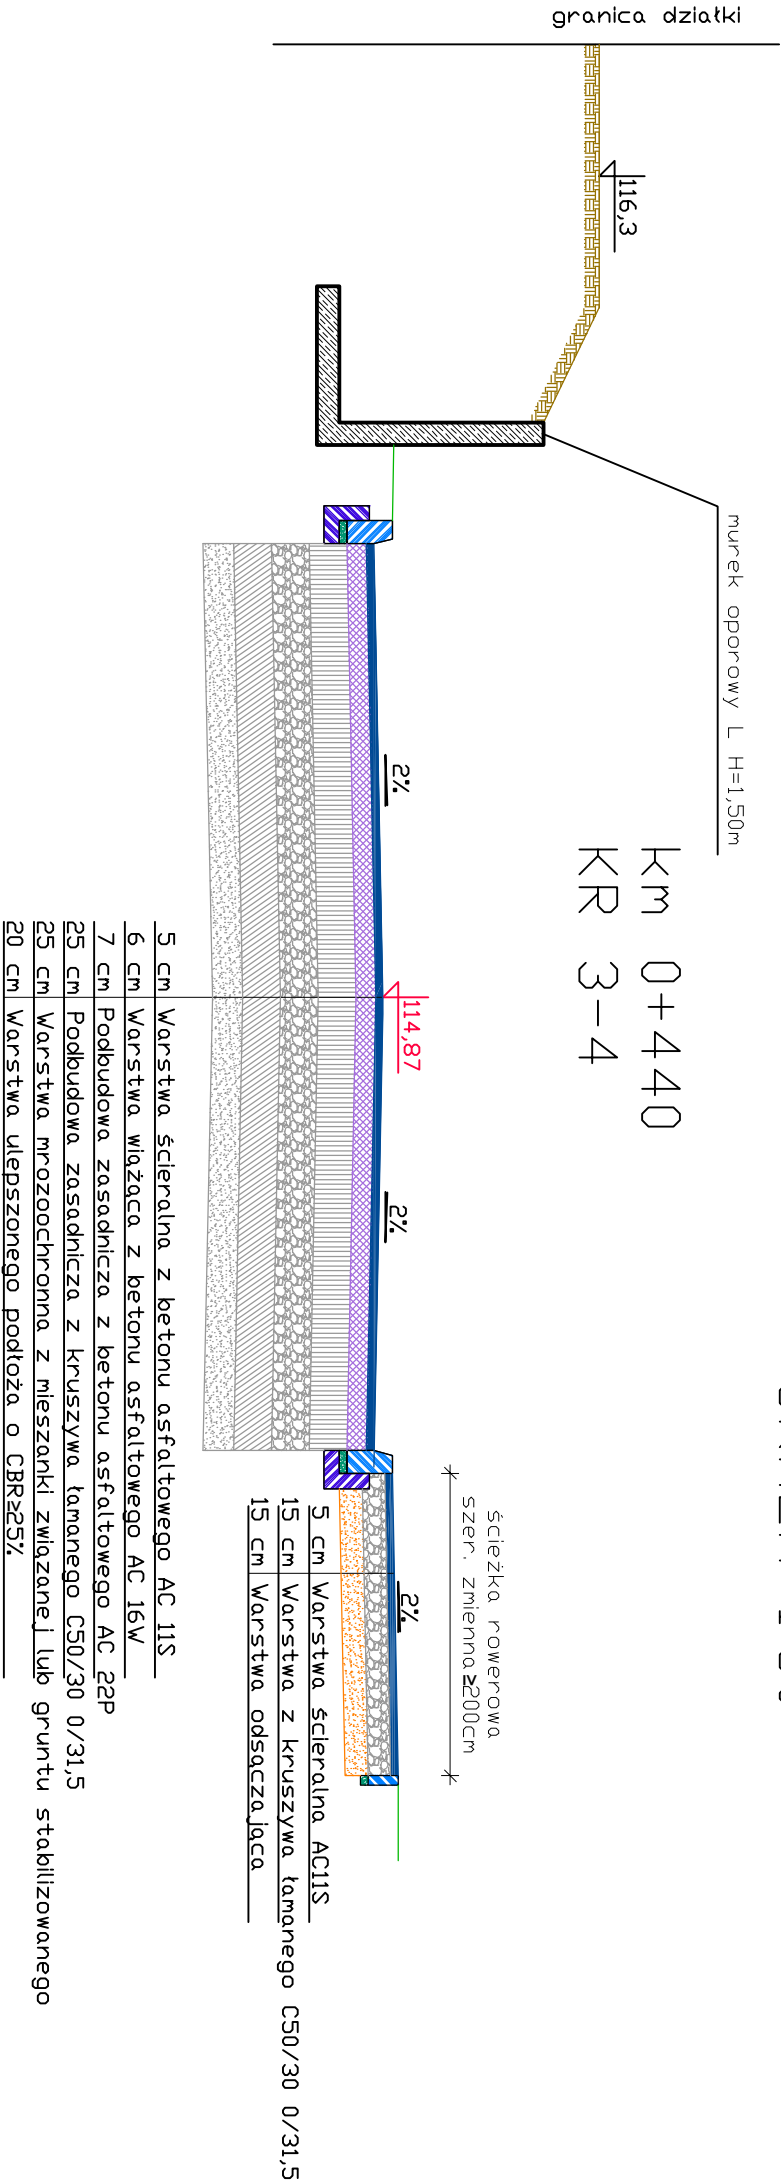 granica działki
116,3
murek oporowy L H=1,50m
km 0+440
KR 3-4
2%
114,87
2%
ścieżka rowerowa
szer. zmienna≥200cm
2%
5 cm Warstwa ścieralna AC11S
15 cm Warstwa z kruszywa łamanego C50/30 0/31,5
15 cm Warstwa odsączająca
5 cm Warstwa ścieralna z betonu asfaltowego AC 11S
6 cm Warstwa wiążąca z betonu asfaltowego AC 16W
7 cm Podbudowa zasadnicza z betonu asfaltowego AC 22P
25 cm Podbudowa zasadnicza z kruszywa łamanego C50/30 0/31,5
25 cm Warstwa mrozoochronna z mieszanki związanej lub gruntu stabilizowanego
20 cm Warstwa ulepszonego podłoża o CBR≥25%